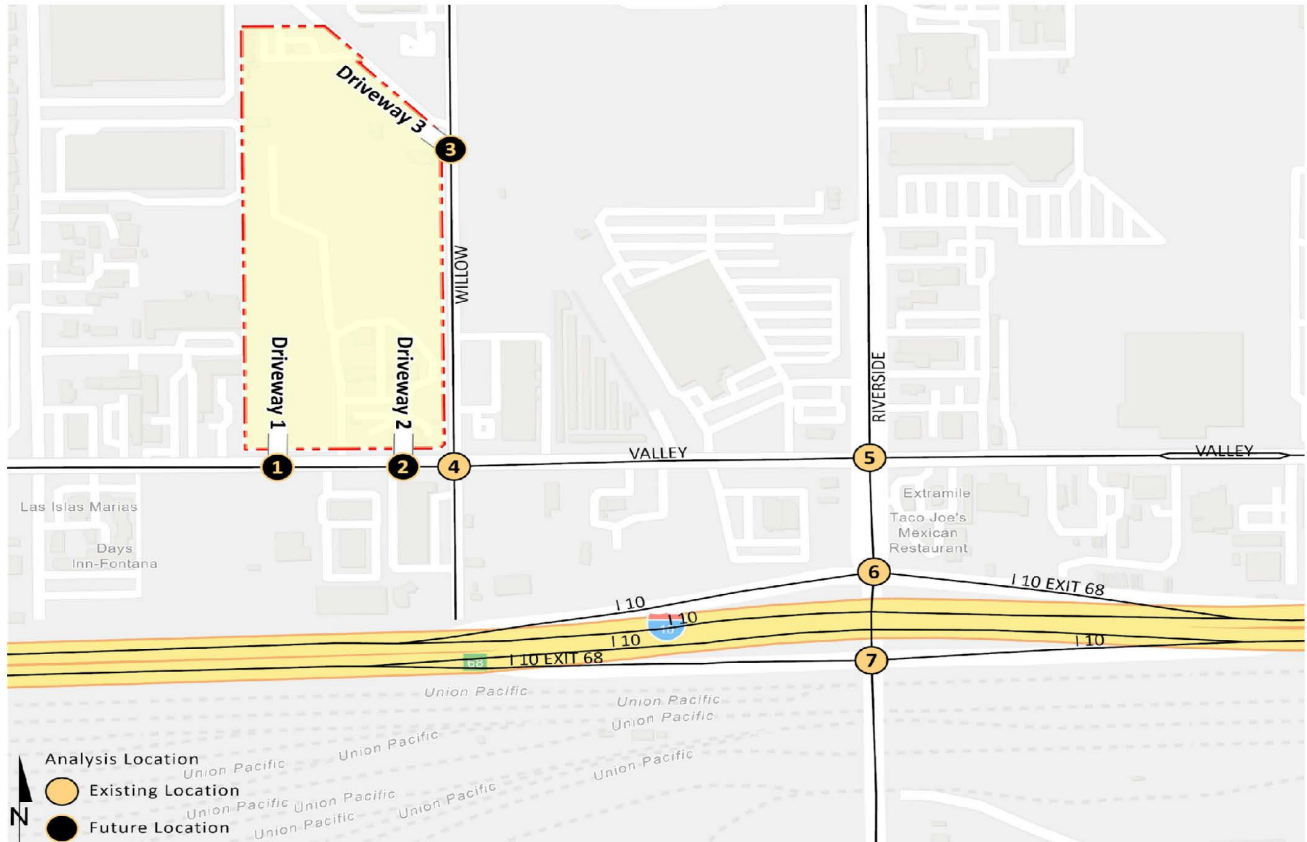 Driveway 3
3
WILLOW
Driveway 1
Driveway 2
RIVERSIDE
1
2
4
VALLEY
5
VALLEY
Las Islas Marias
Days
Inn-Fontana
Extramile
Taco Joe's
Mexican
Restaurant
6
I 10 EXIT 68
I 10
I 10
10
I 10
I 10
I 10 EXIT 68
68
7
Union Pacific
Union Pacific
Union Pacific
Union Pacific
Union Pacific
Union Pacific
Union Pacific
Union Pacific
Union Pacific
Union Pacific
Analysis Location
Existing Location
Future Location
N